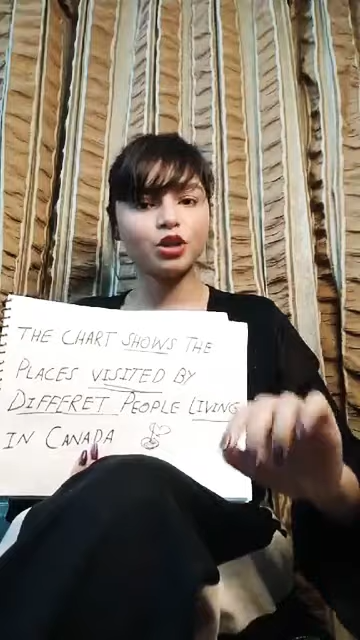 THE CHART SHOWS THE
PLACES VISITED BY
DIFFERET PEOPLE LIVING
IN CANADA